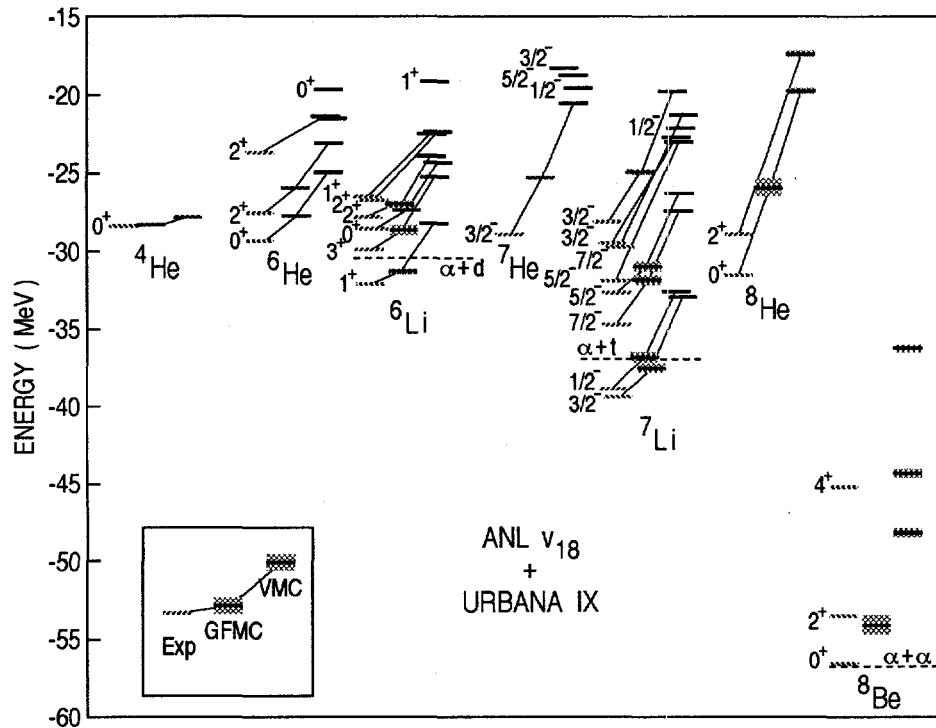 ENERGY (MeV)
-15
-20
-25
-30
-35
-40
-45
-50
-55
-60
0⁺
⁴He
0⁺
2⁺
2⁺
0⁺
⁶He
1⁺
1⁺
2⁺
2⁺
0⁺
3⁺
1⁺
α+d
⁶Li
3/2⁻
5/2⁻
1/2⁻
3/2⁻
⁷He
1/2⁻
3/2⁻
3/2⁻
7/2⁻
5/2⁻
5/2⁻
7/2⁻
α+t
1/2⁻
3/2⁻
⁷Li
2⁺
0⁺
⁸He
4⁺
2⁺
0⁺
α+α
⁸Be
Exp
GFMC
VMC
ANL v₁₈
+
URBANA IX